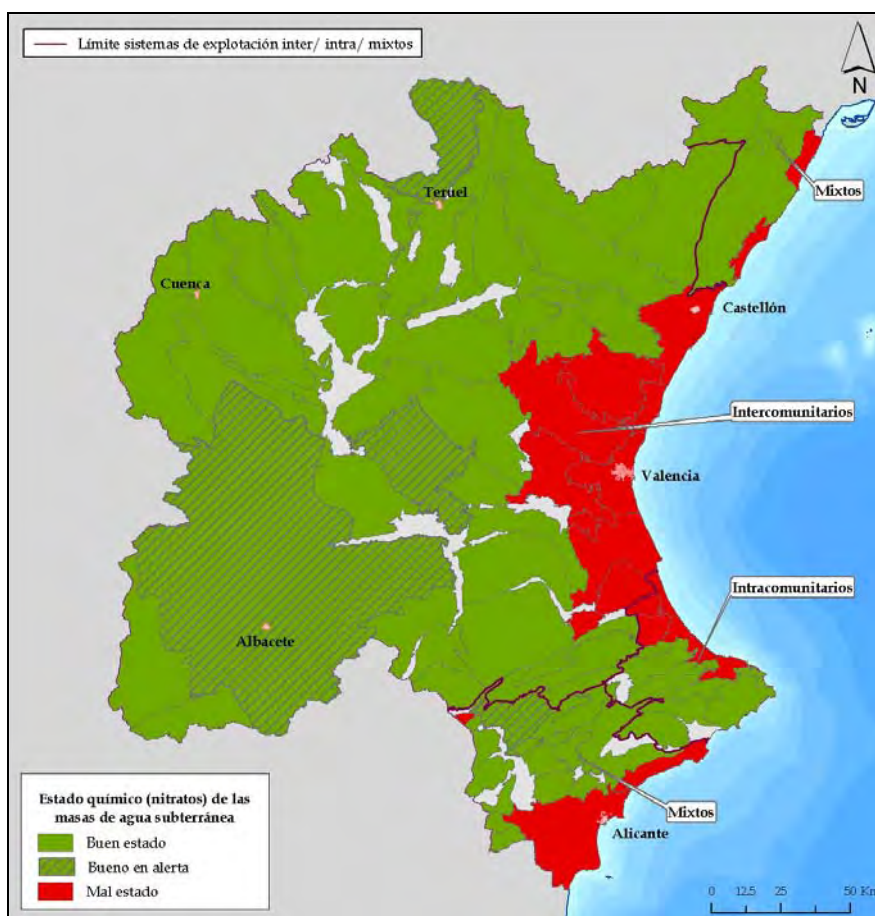 Límite sistemas de explotación inter/ intra/ mixtos
N
Mixtos
Teruel
Cuenca
Castellón
Intercomunitarios
Valencia
Intracomunitarios
Albacete
Mixtos
Alicante
Estado químico (nitratos) de las
masas de agua subterránea
Buen estado
Bueno en alerta
Mal estado
0 12.5 25 50 Km